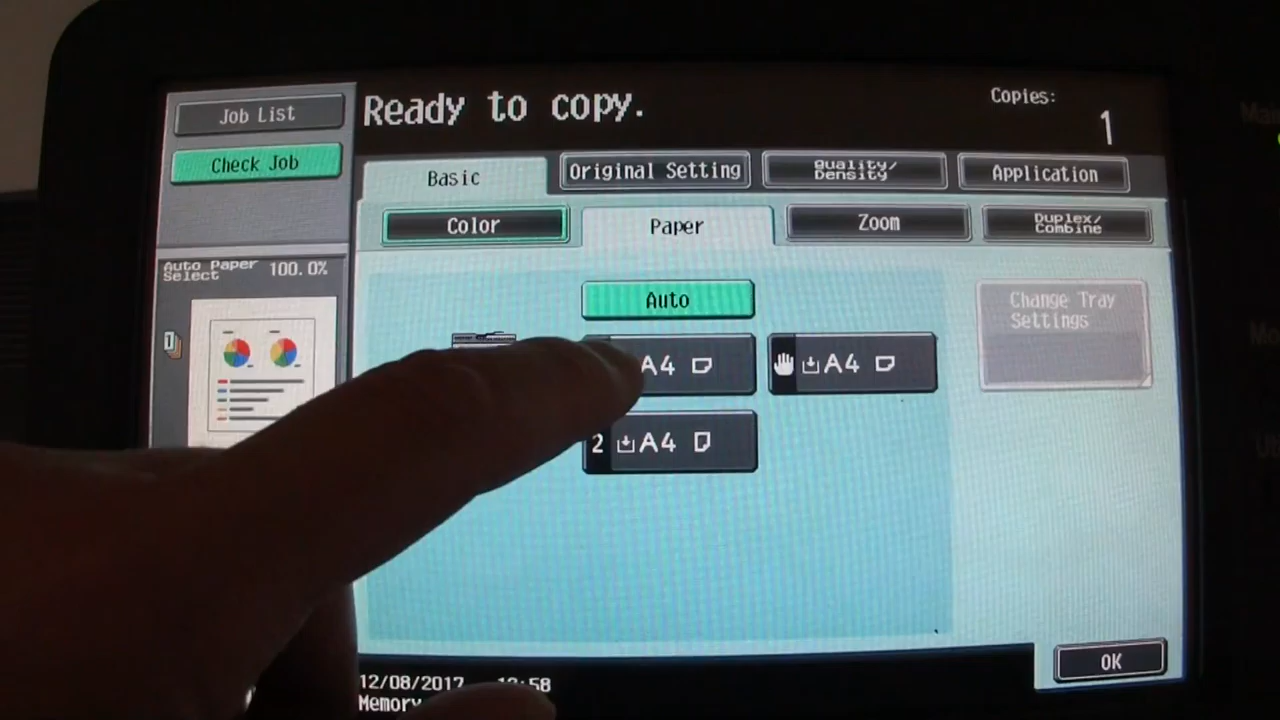 Job List
Check Job
Ready to copy.
Copies:
1
Basic
Original Setting
Quality/
Density
Application
Color
Paper
Zoom
Duplex/
Combine
Auto Paper
Select
100.0%
1
Auto
A4
A4
2 A4
Change Tray
Settings
OK
12/08/2017
:58
Memory